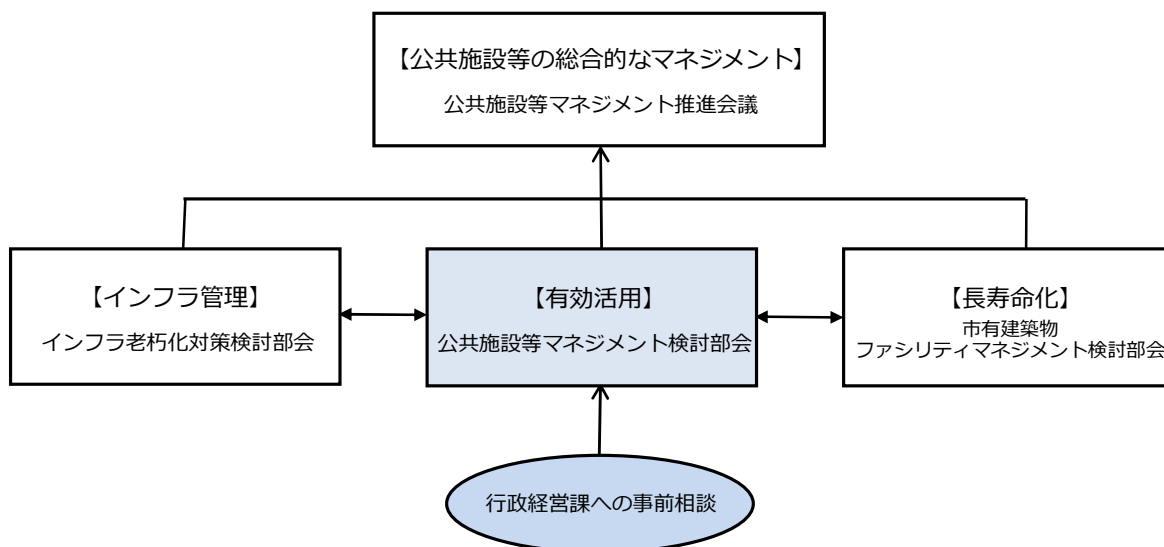 【公共施設等の総合的なマネジメント】
公共施設等マネジメント推進会議
【インフラ管理】
インフラ老朽化対策検討部会
【有効活用】
公共施設等マネジメント検討部会
【長寿命化】
市有建築物
ファシリティマネジメント検討部会
行政経営課への事前相談